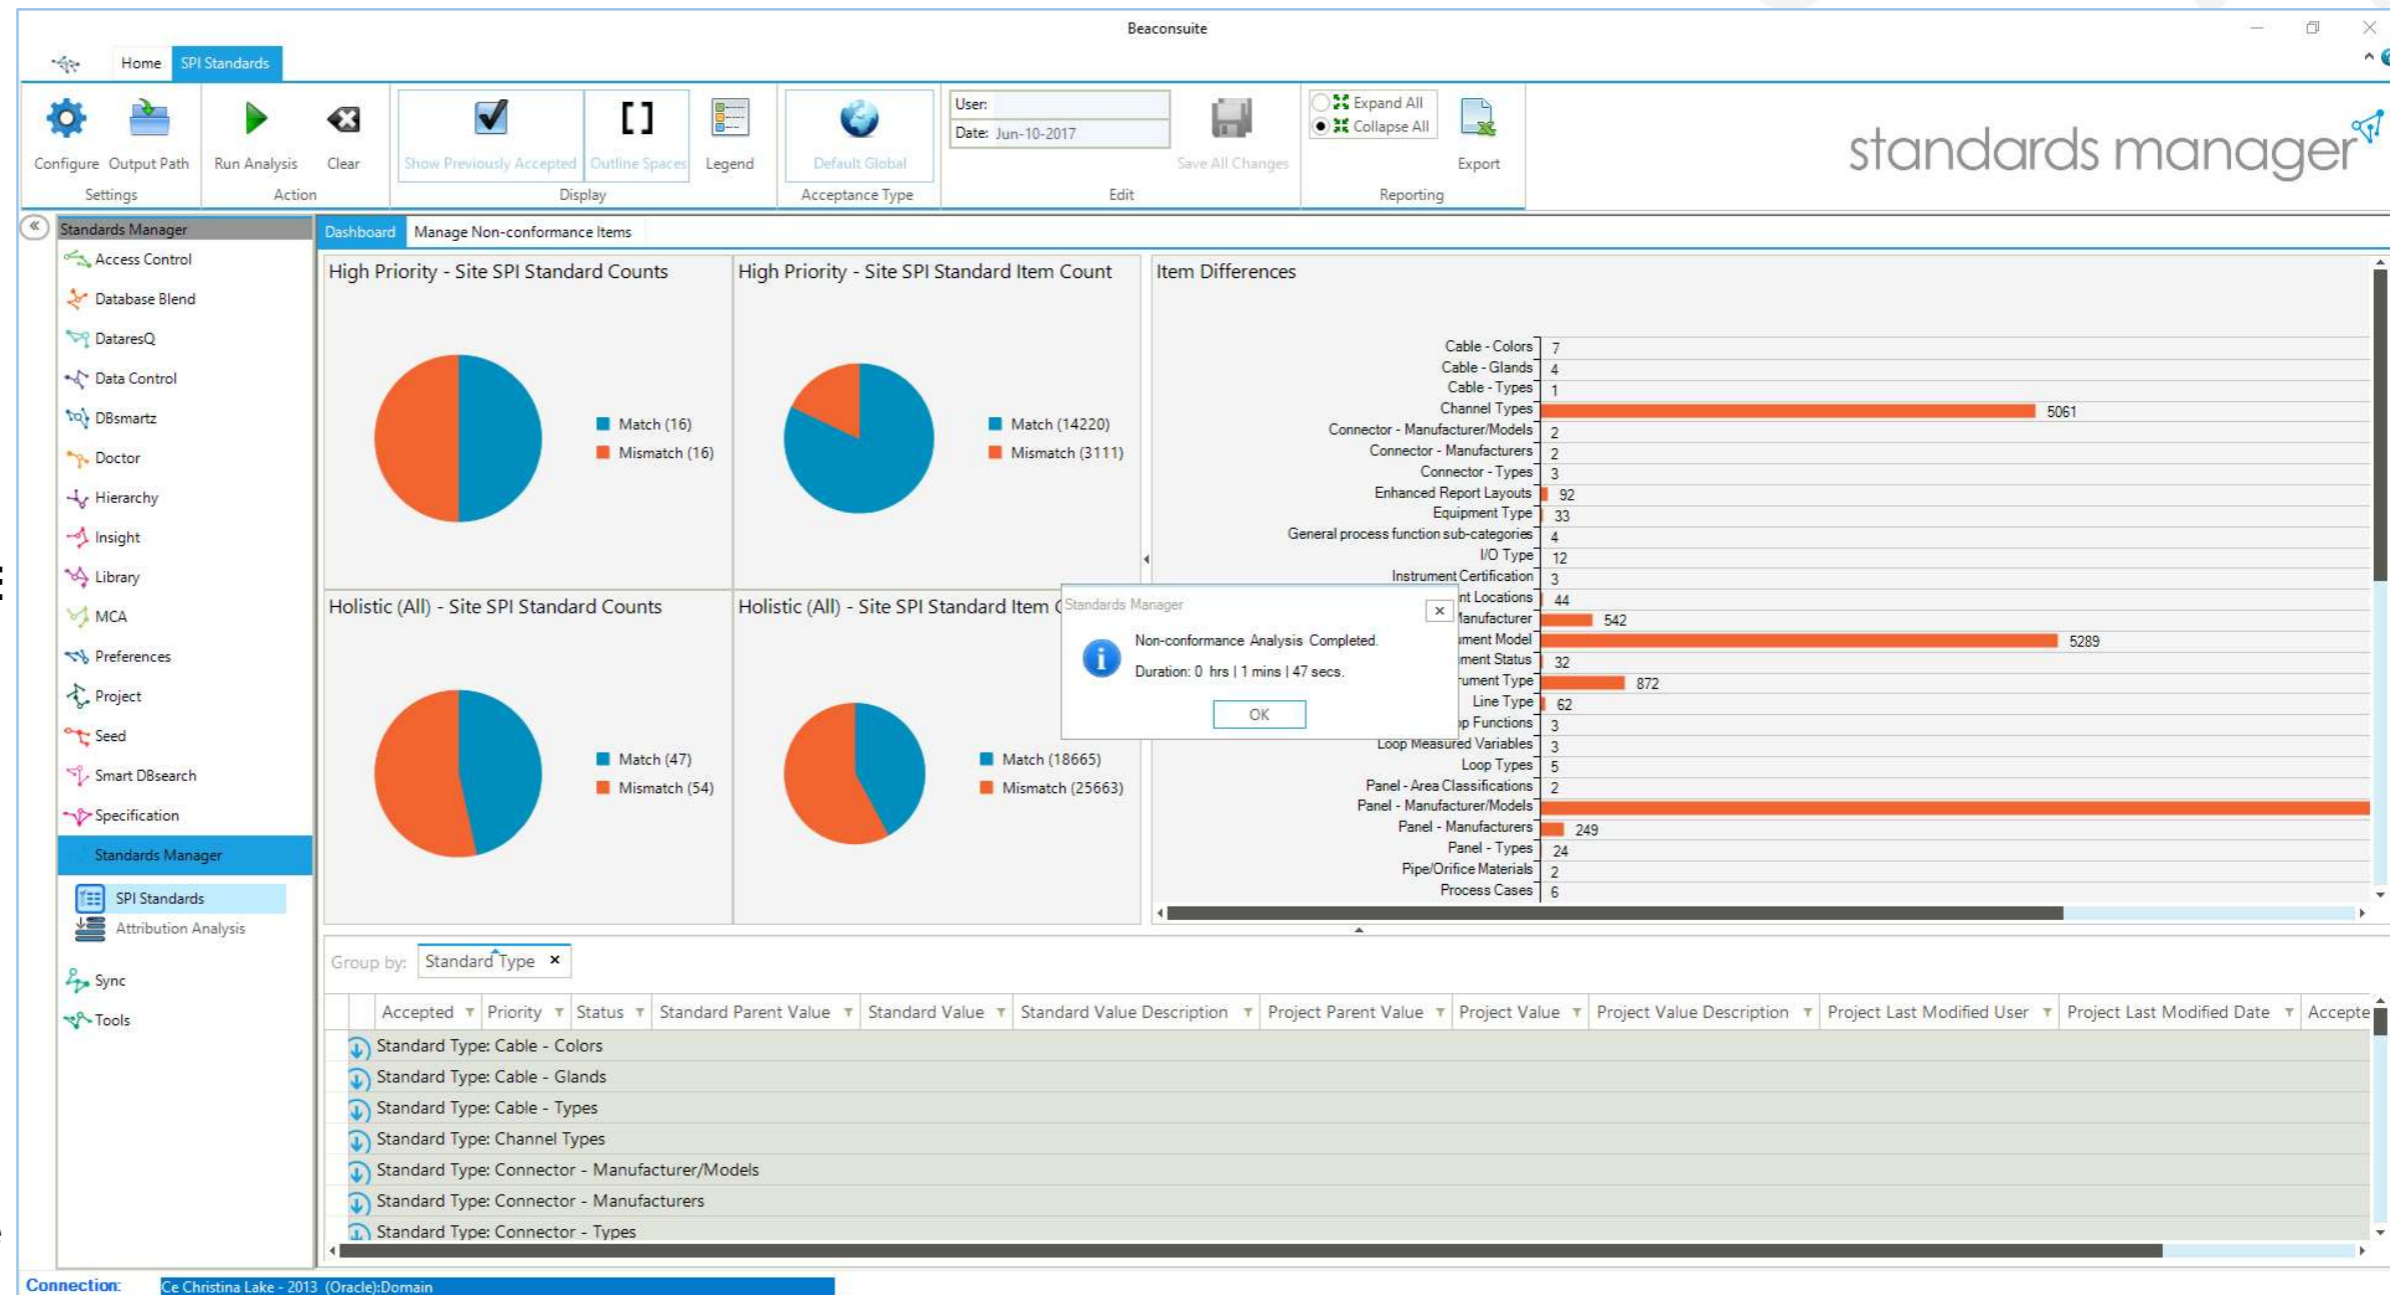 Beaconsuite
Home
SPI Standards
Configure
Output Path
Settings
Run Analysis
Clear
Action
Show Previously Accepted
Outline Spaces
Legend
Display
Default Global
Acceptance Type
User:
Date: Jun-10-2017
Save All Changes
Edit
Expand All
Collapse All
Export
Reporting
standards manager
Standards Manager
Access Control
Database Blend
DataresQ
Data Control
DBsmartz
Doctor
Hierarchy
Insight
Library
MCA
Preferences
Project
Seed
Smart DBsearch
Specification
Standards Manager
SPI Standards
Attribution Analysis
Sync
Tools
Dashboard
Manage Non-conformance Items
High Priority - Site SPI Standard Counts
Match (16)
Mismatch (16)
High Priority - Site SPI Standard Item Count
Match (14220)
Mismatch (3111)
Holistic (All) - Site SPI Standard Counts
Match (47)
Mismatch (54)
Holistic (All) - Site SPI Standard Item
Match (18665)
Mismatch (25663)
Item Differences
Cable - Colors 7
Cable - Glands 4
Cable - Types 1
Channel Types 5061
Connector - Manufacturer/Models 2
Connector - Manufacturers 2
Connector - Types 3
Enhanced Report Layouts 92
Equipment Type 33
General process function sub-categories 4
I/O Type 12
Instrument Certification 3
nt Locations 44
Manufacturer 542
ument Model 5289
ment Status 32
rument Type 872
Line Type 62
op Functions 3
Loop Measured Variables 3
Loop Types 5
Panel - Area Classifications 2
Panel - Manufacturer/Models
Panel - Manufacturers 249
Panel - Types 24
Pipe/Orifice Materials 2
Process Cases 6
Standards Manager
Non-conformance Analysis Completed.
Duration: 0 hrs | 1 mins | 47 secs.
OK
Group by: Standard Type
Accepted Priority Status Standard Parent Value Standard Value Standard Value Description Project Parent Value Project Value Project Value Description Project Last Modified User Project Last Modified Date Accepte
Standard Type: Cable - Colors
Standard Type: Cable - Glands
Standard Type: Cable - Types
Standard Type: Channel Types
Standard Type: Connector - Manufacturer/Models
Standard Type: Connector - Manufacturers
Standard Type: Connector - Types
Connection: Ce Christina Lake - 2013 (Oracle):Domain